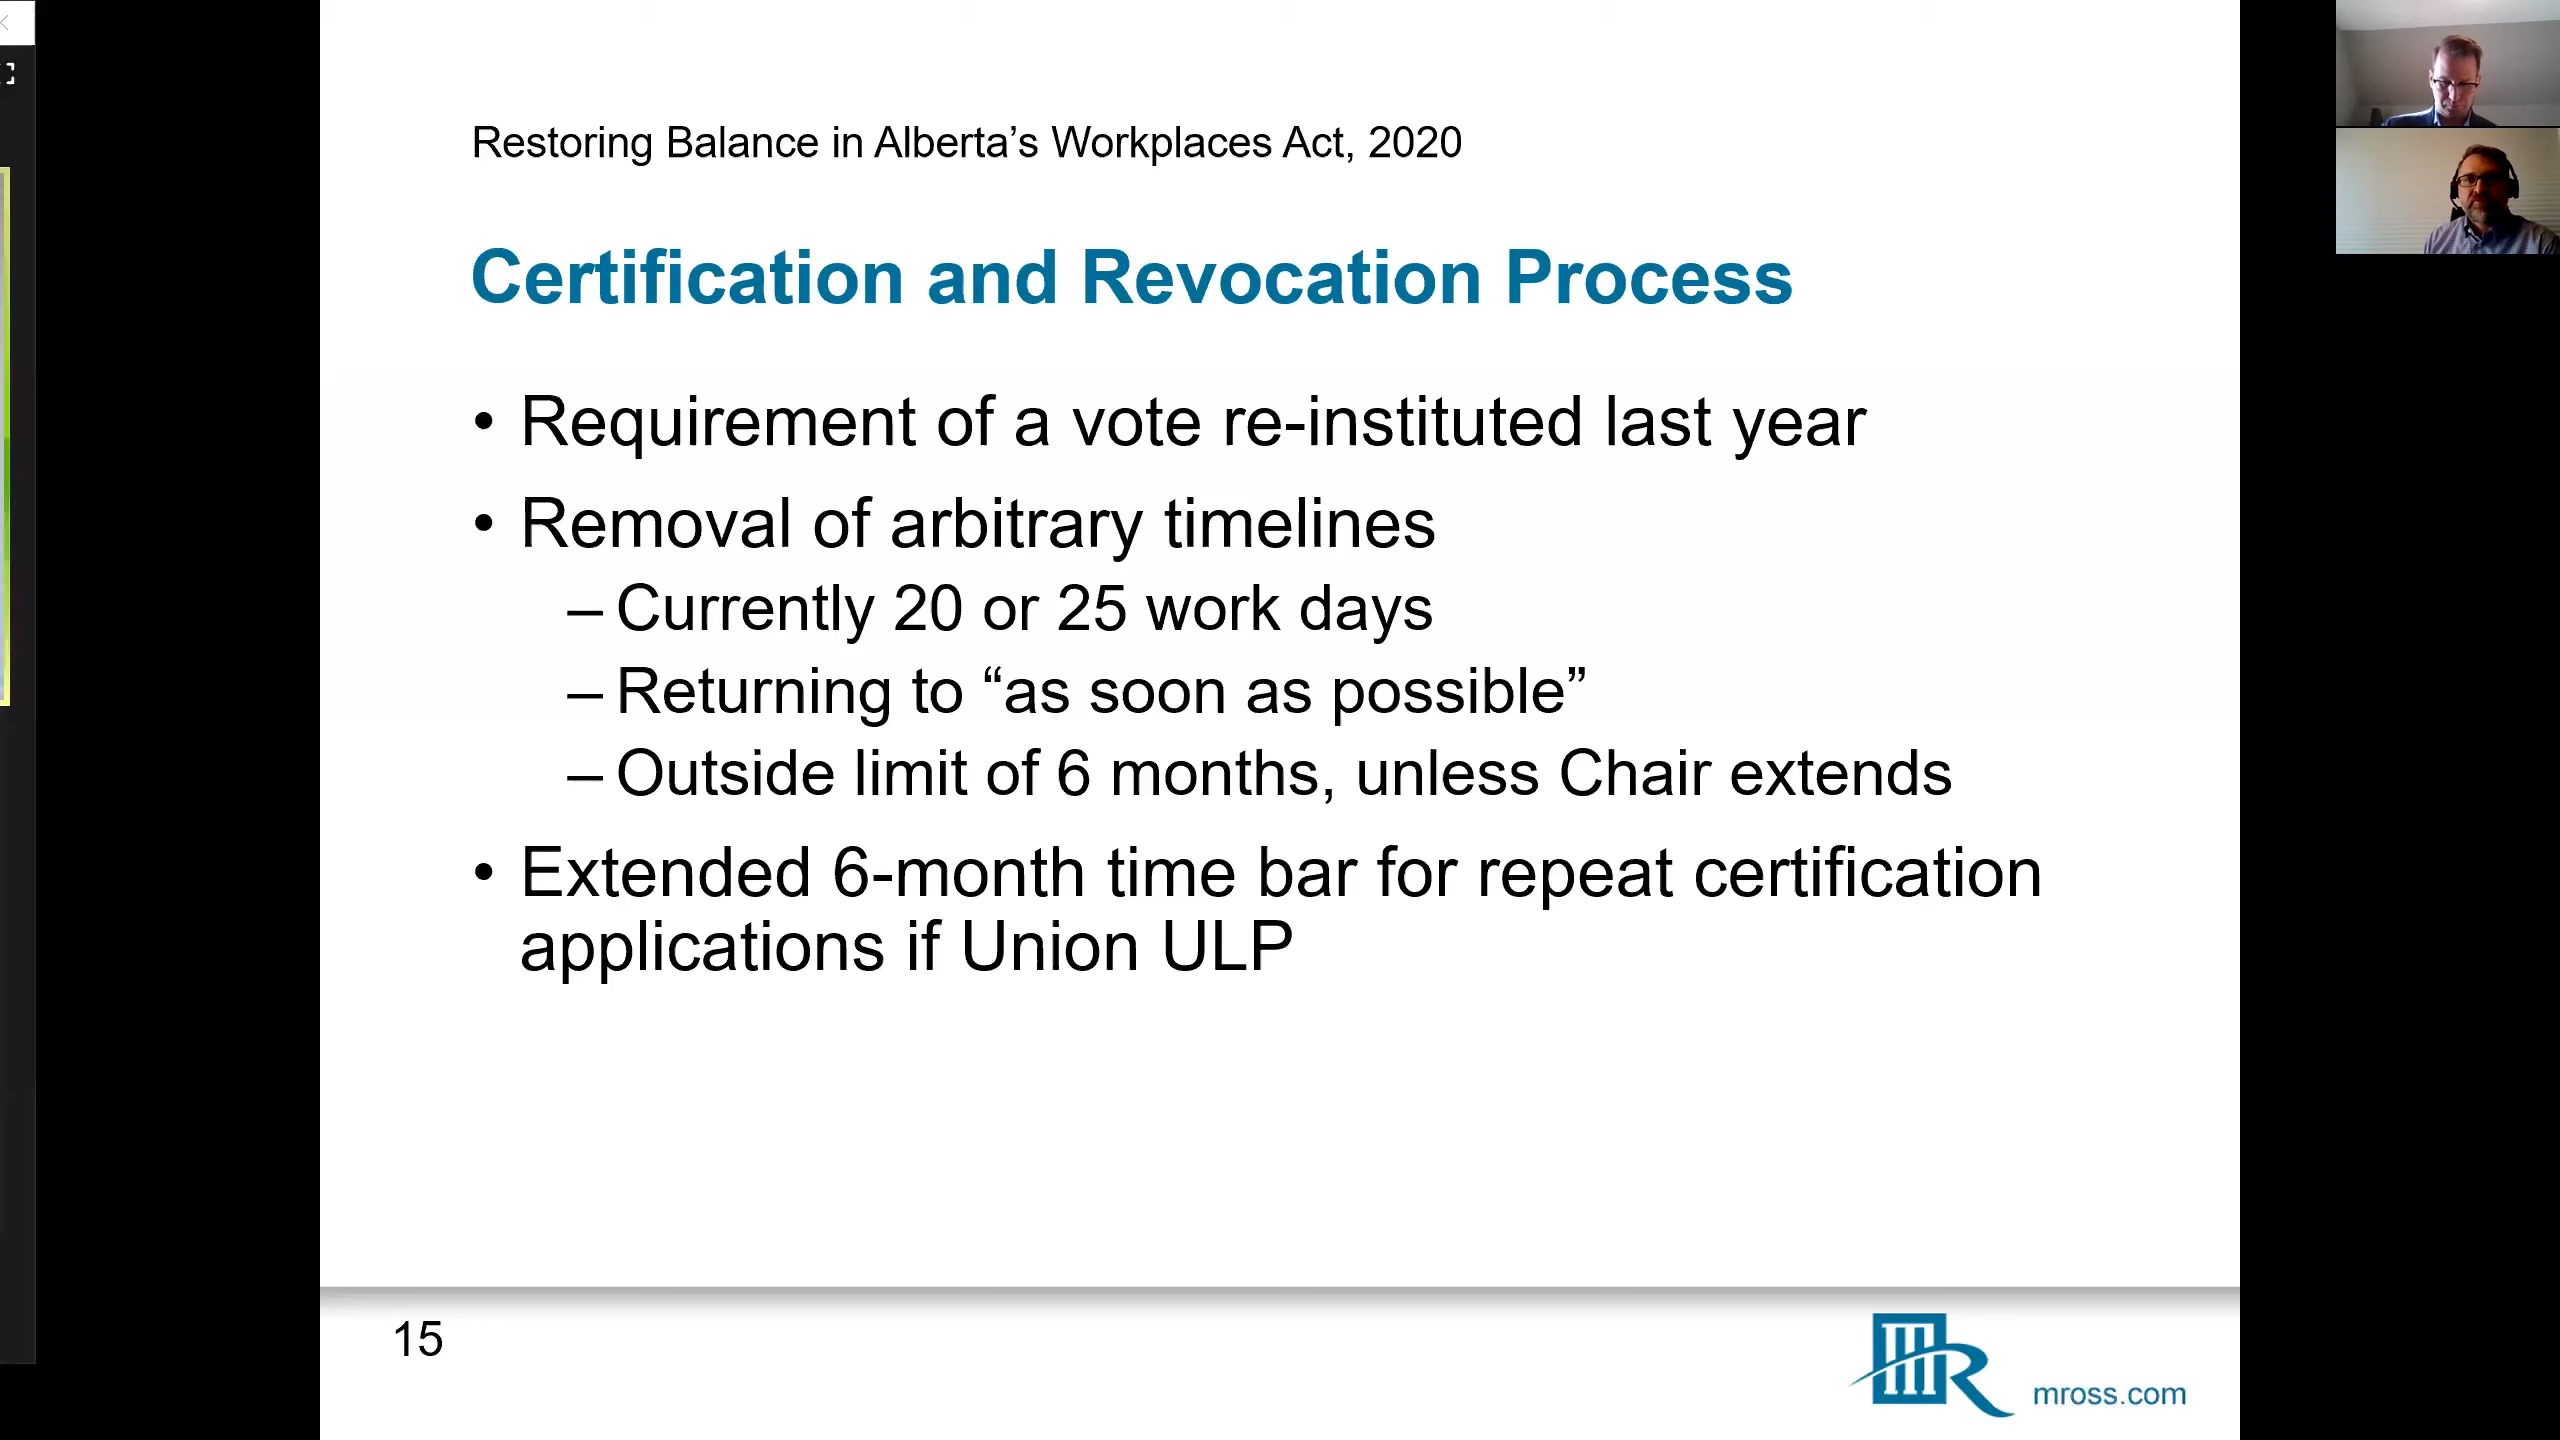 Restoring Balance in Alberta’s Workplaces Act, 2020
Certification and Revocation Process
• Requirement of a vote re-instituted last year
• Removal of arbitrary timelines
– Currently 20 or 25 work days
– Returning to “as soon as possible”
– Outside limit of 6 months, unless Chair extends
• Extended 6-month time bar for repeat certification
applications if Union ULP
15
mross.com